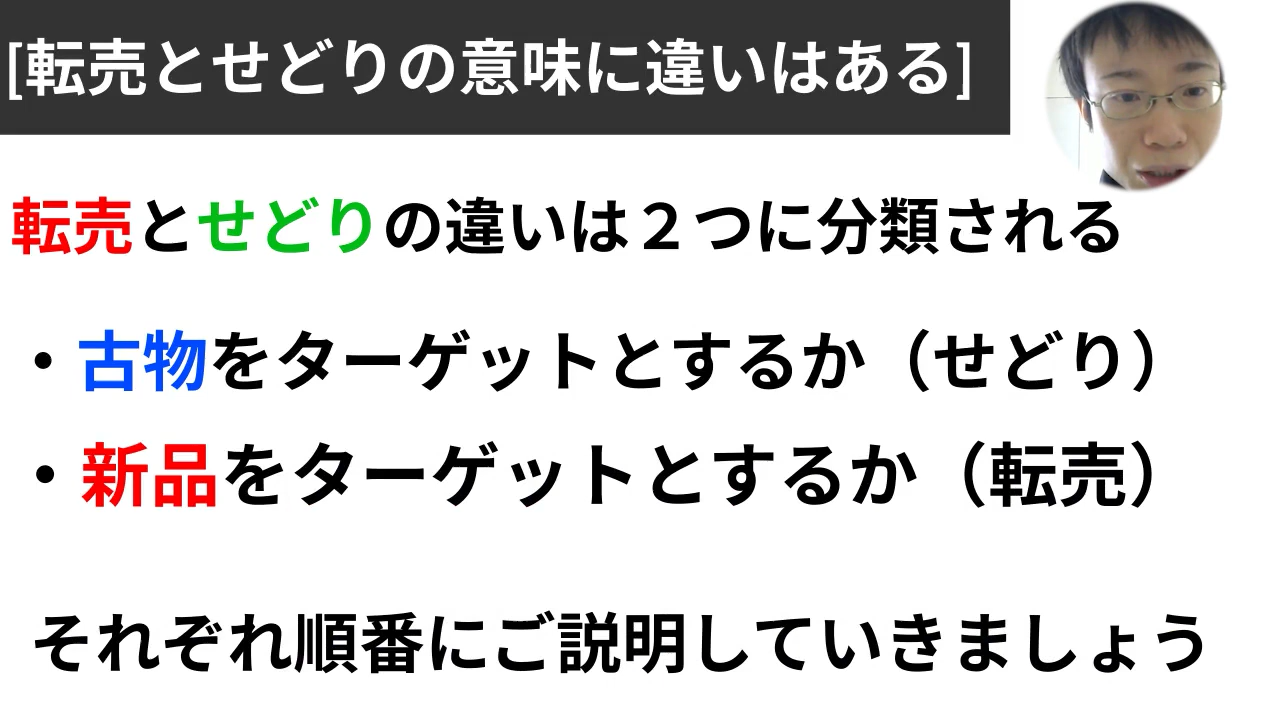 [転売とせどりの意味に違いはある]
転売とせどりの違いは２つに分類される
・古物をターゲットとするか（せどり）
・新品をターゲットとするか（転売）
それぞれ順番にご説明していきましょう